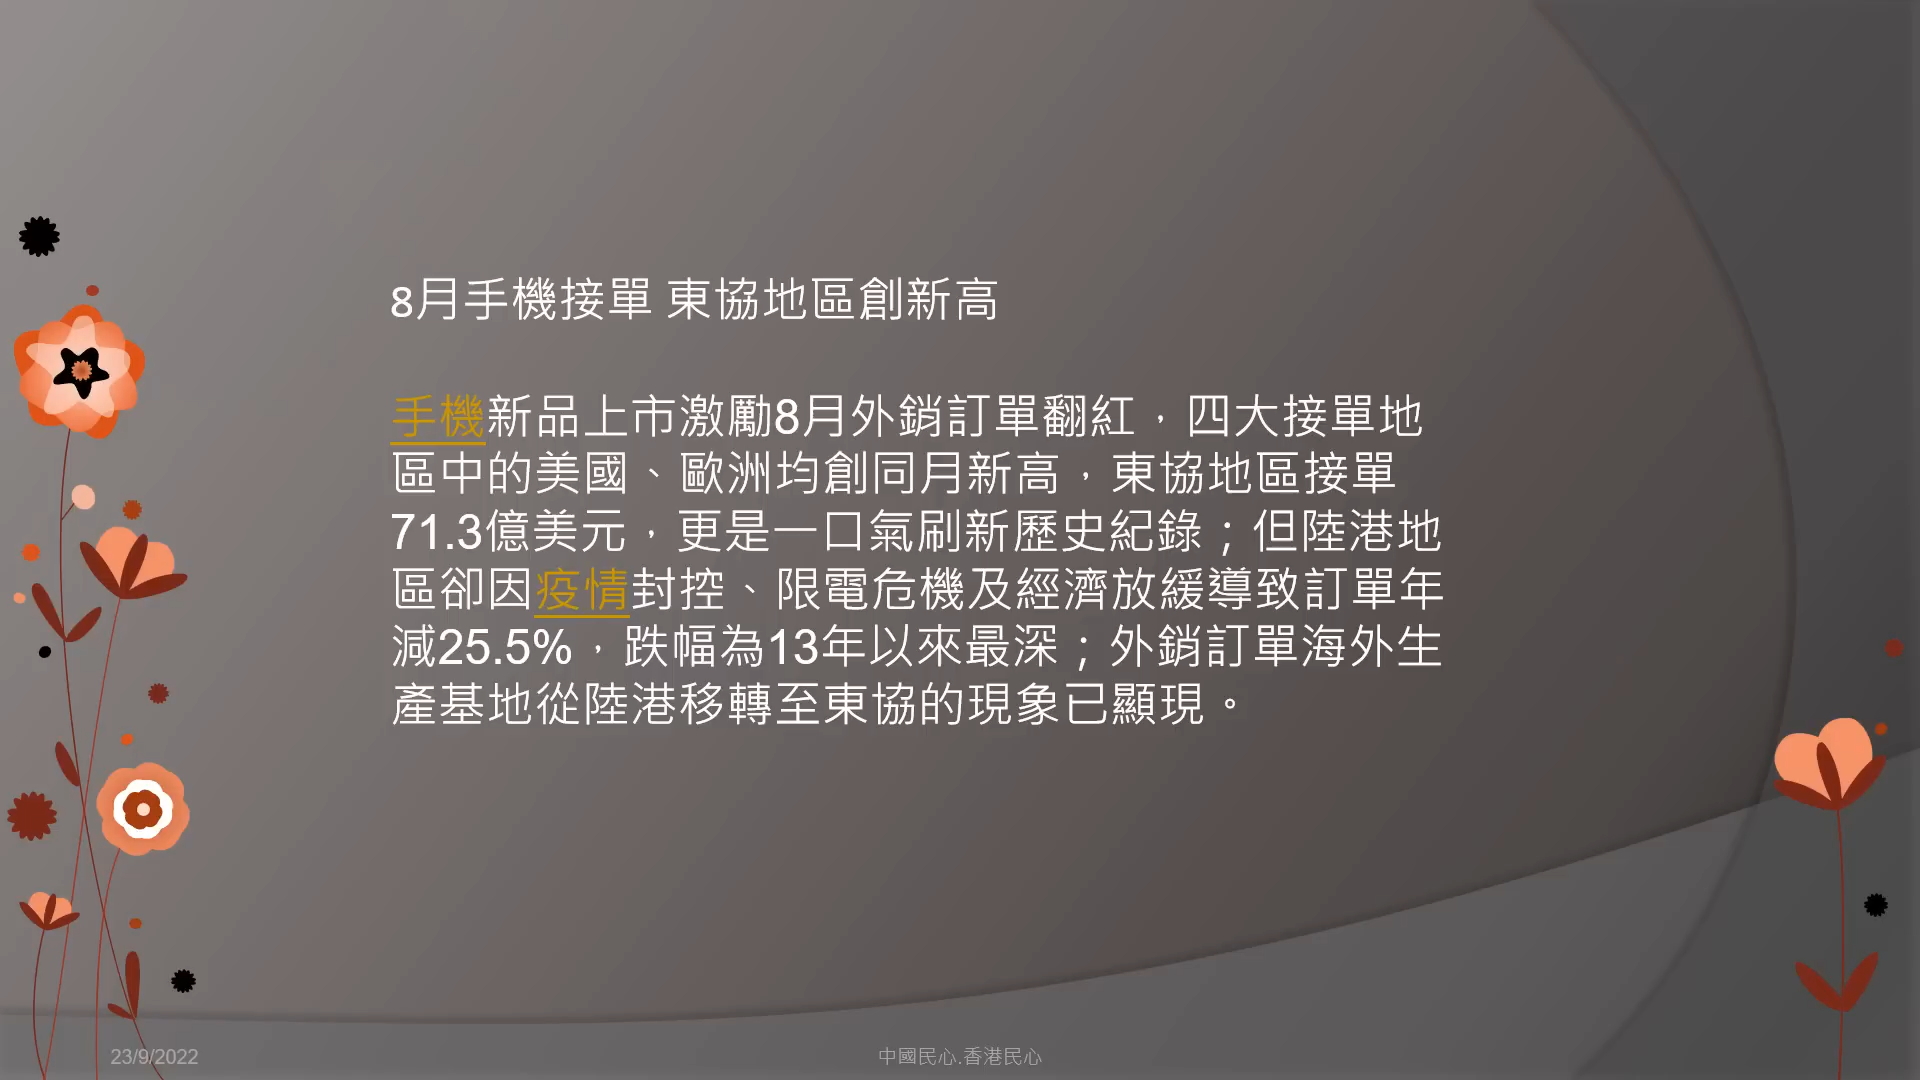 8月手機接單 東協地區創新高
手機新品上市激勵8月外銷訂單翻紅，四大接單地
區中的美國、歐洲均創同月新高，東協地區接單
71.3億美元，更是一口氣刷新歷史紀錄；但陸港地
區卻因疫情封控、限電危機及經濟放緩導致訂單年
減25.5%，跌幅為13年以來最深；外銷訂單海外生
產基地從陸港移轉至東協的現象已顯現。
23/9/2022
中國民心.香港民心